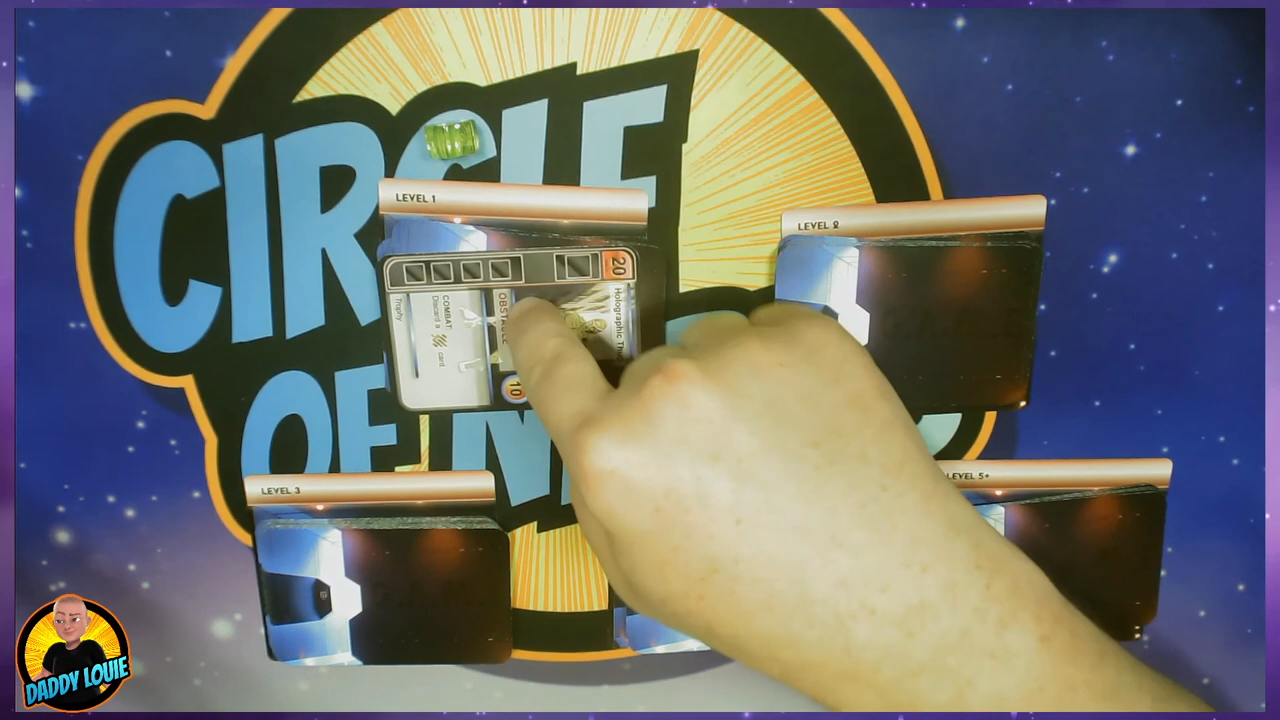 CIRCLE
OF
LEVEL 1
LEVEL 2
20
Holographic
OBSTACLE
10
COMBAT:
Discard a card.
Trophy
LEVEL 3
LEVEL 5+
DADDY LOUIE